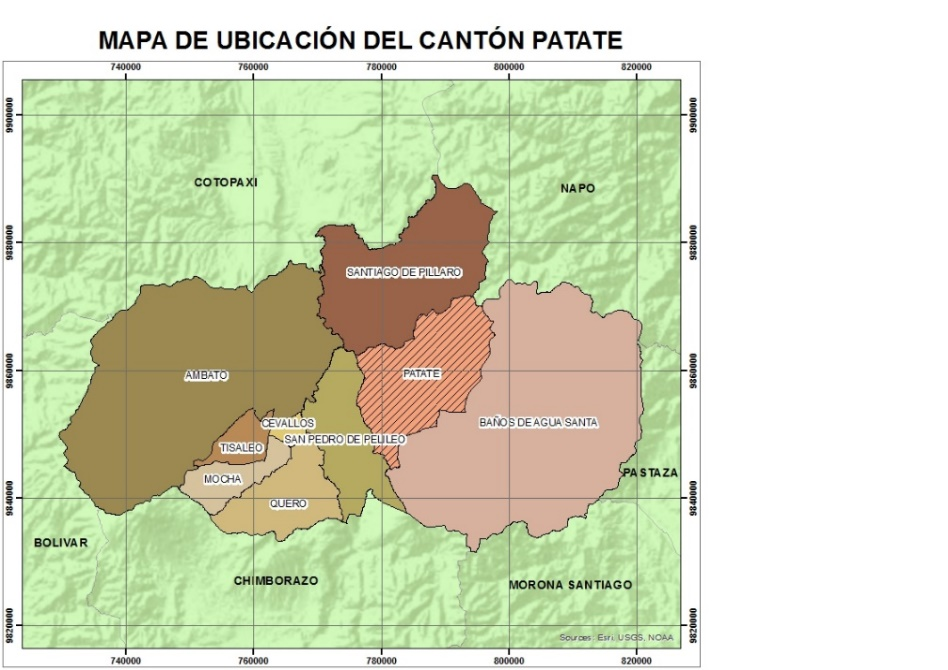 MAPA DE UBICACIÓN DEL CANTÓN PATATE
740000 760000 780000 800000 820000
9900000 9900000
COTOPAXI
NAPO
9880000 9880000
SANTIAGO DE PILLARO
9860000 9860000
AMBATO
PATATE
CEVALLOS
BAÑOS DE AGUA SANTA
SAN PEDRO DE PELILEO
TISALEO
PASTAZA
MOCHA
9840000 9840000
QUERO
BOLIVAR
CHIMBORAZO
MORONA SANTIAGO
9820000 9820000
Sources: Esri, USGS, NOAA
740000 760000 780000 800000 820000